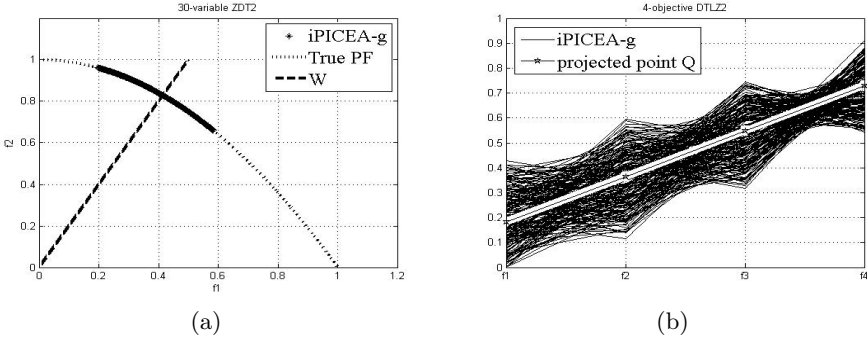 30-variable ZDT2
iPICEA-g
True PF
W
f2
1
0.8
0.6
0.4
0.2
0
0
0.2
0.4
0.6
0.8
1
1.2
f1
(a)
4-objective DTLZ2
iPICEA-g
projected point Q
1
0.9
0.8
0.7
0.6
0.5
0.4
0.3
0.2
0.1
0
f1
f2
f3
f4
(b)